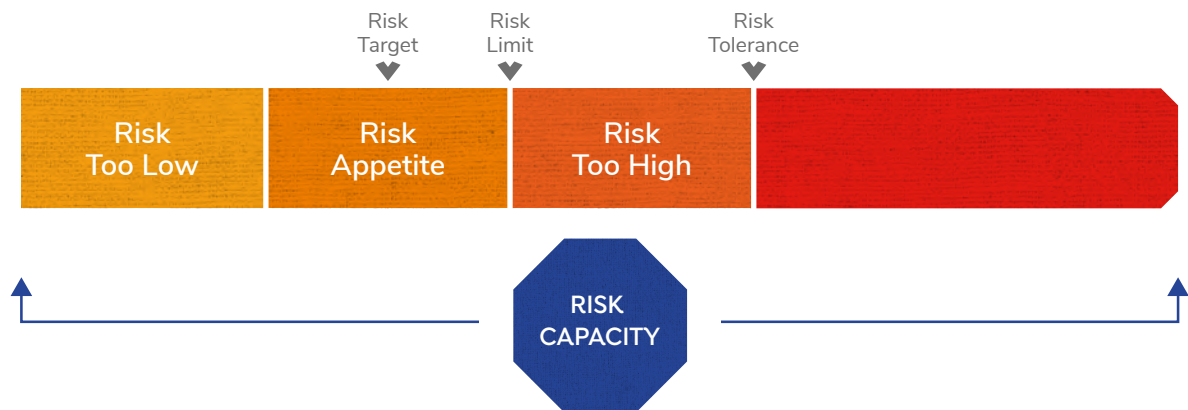 Risk
Target
Risk
Limit
Risk
Tolerance
Risk
Too Low
Risk
Appetite
Risk
Too High
RISK
CAPACITY